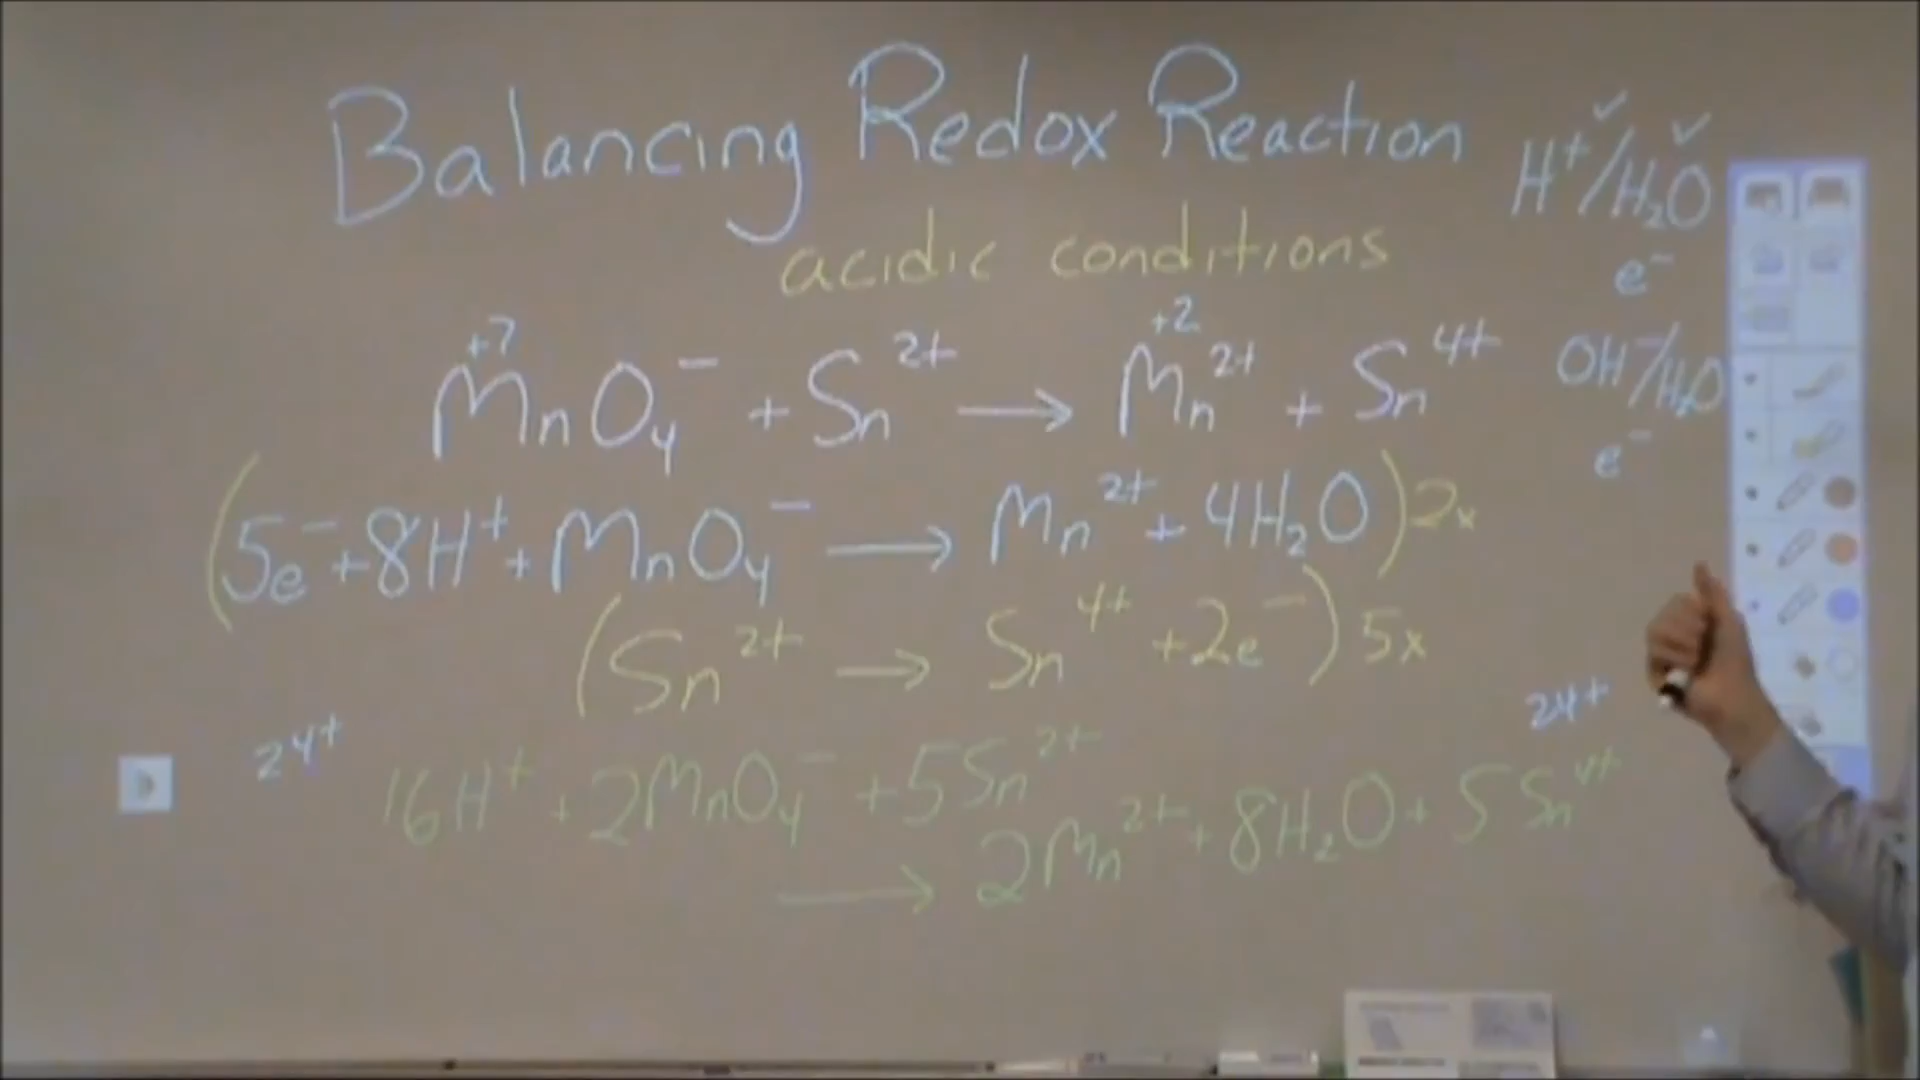 Balancing Redox Reaction
H⁺/H₂O
acidic conditions
e⁻
+7 +2
MnO₄⁻ + Sn²⁺ → Mn²⁺ + Sn⁴⁺
OH⁻/H₂O
e⁻
(5e⁻ + 8H⁺ + MnO₄⁻ → Mn²⁺ + 4H₂O) 2x
(Sn²⁺ → Sn⁴⁺ + 2e⁻) 5x
24+ 24+
16H⁺ + 2MnO₄⁻ + 5Sn²⁺
→ 2Mn²⁺ + 8H₂O + 5Sn⁴⁺